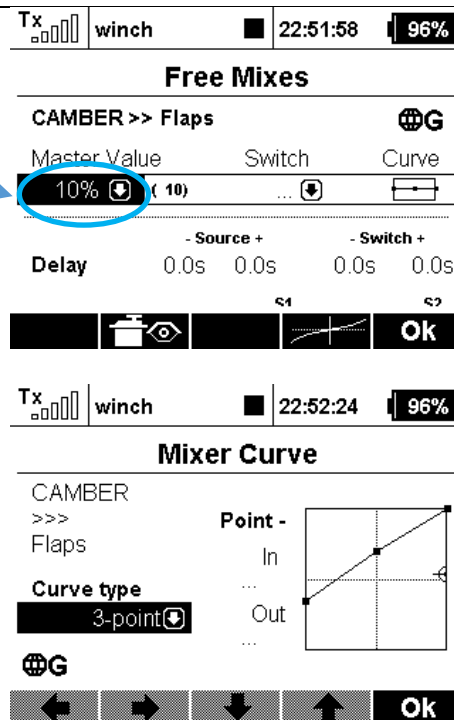 Tx winch 22:51:58 96%
Free Mixes
CAMBER >> Flaps G
Master Value Switch Curve
10% ( 10) ...
- Source + - Switch +
Delay 0.0s 0.0s 0.0s 0.0s
S1 S2
Ok
Tx winch 22:52:24 96%
Mixer Curve
CAMBER
>>>
Flaps
Point -
In
...
Curve type
3-point
Out
...
G
Ok